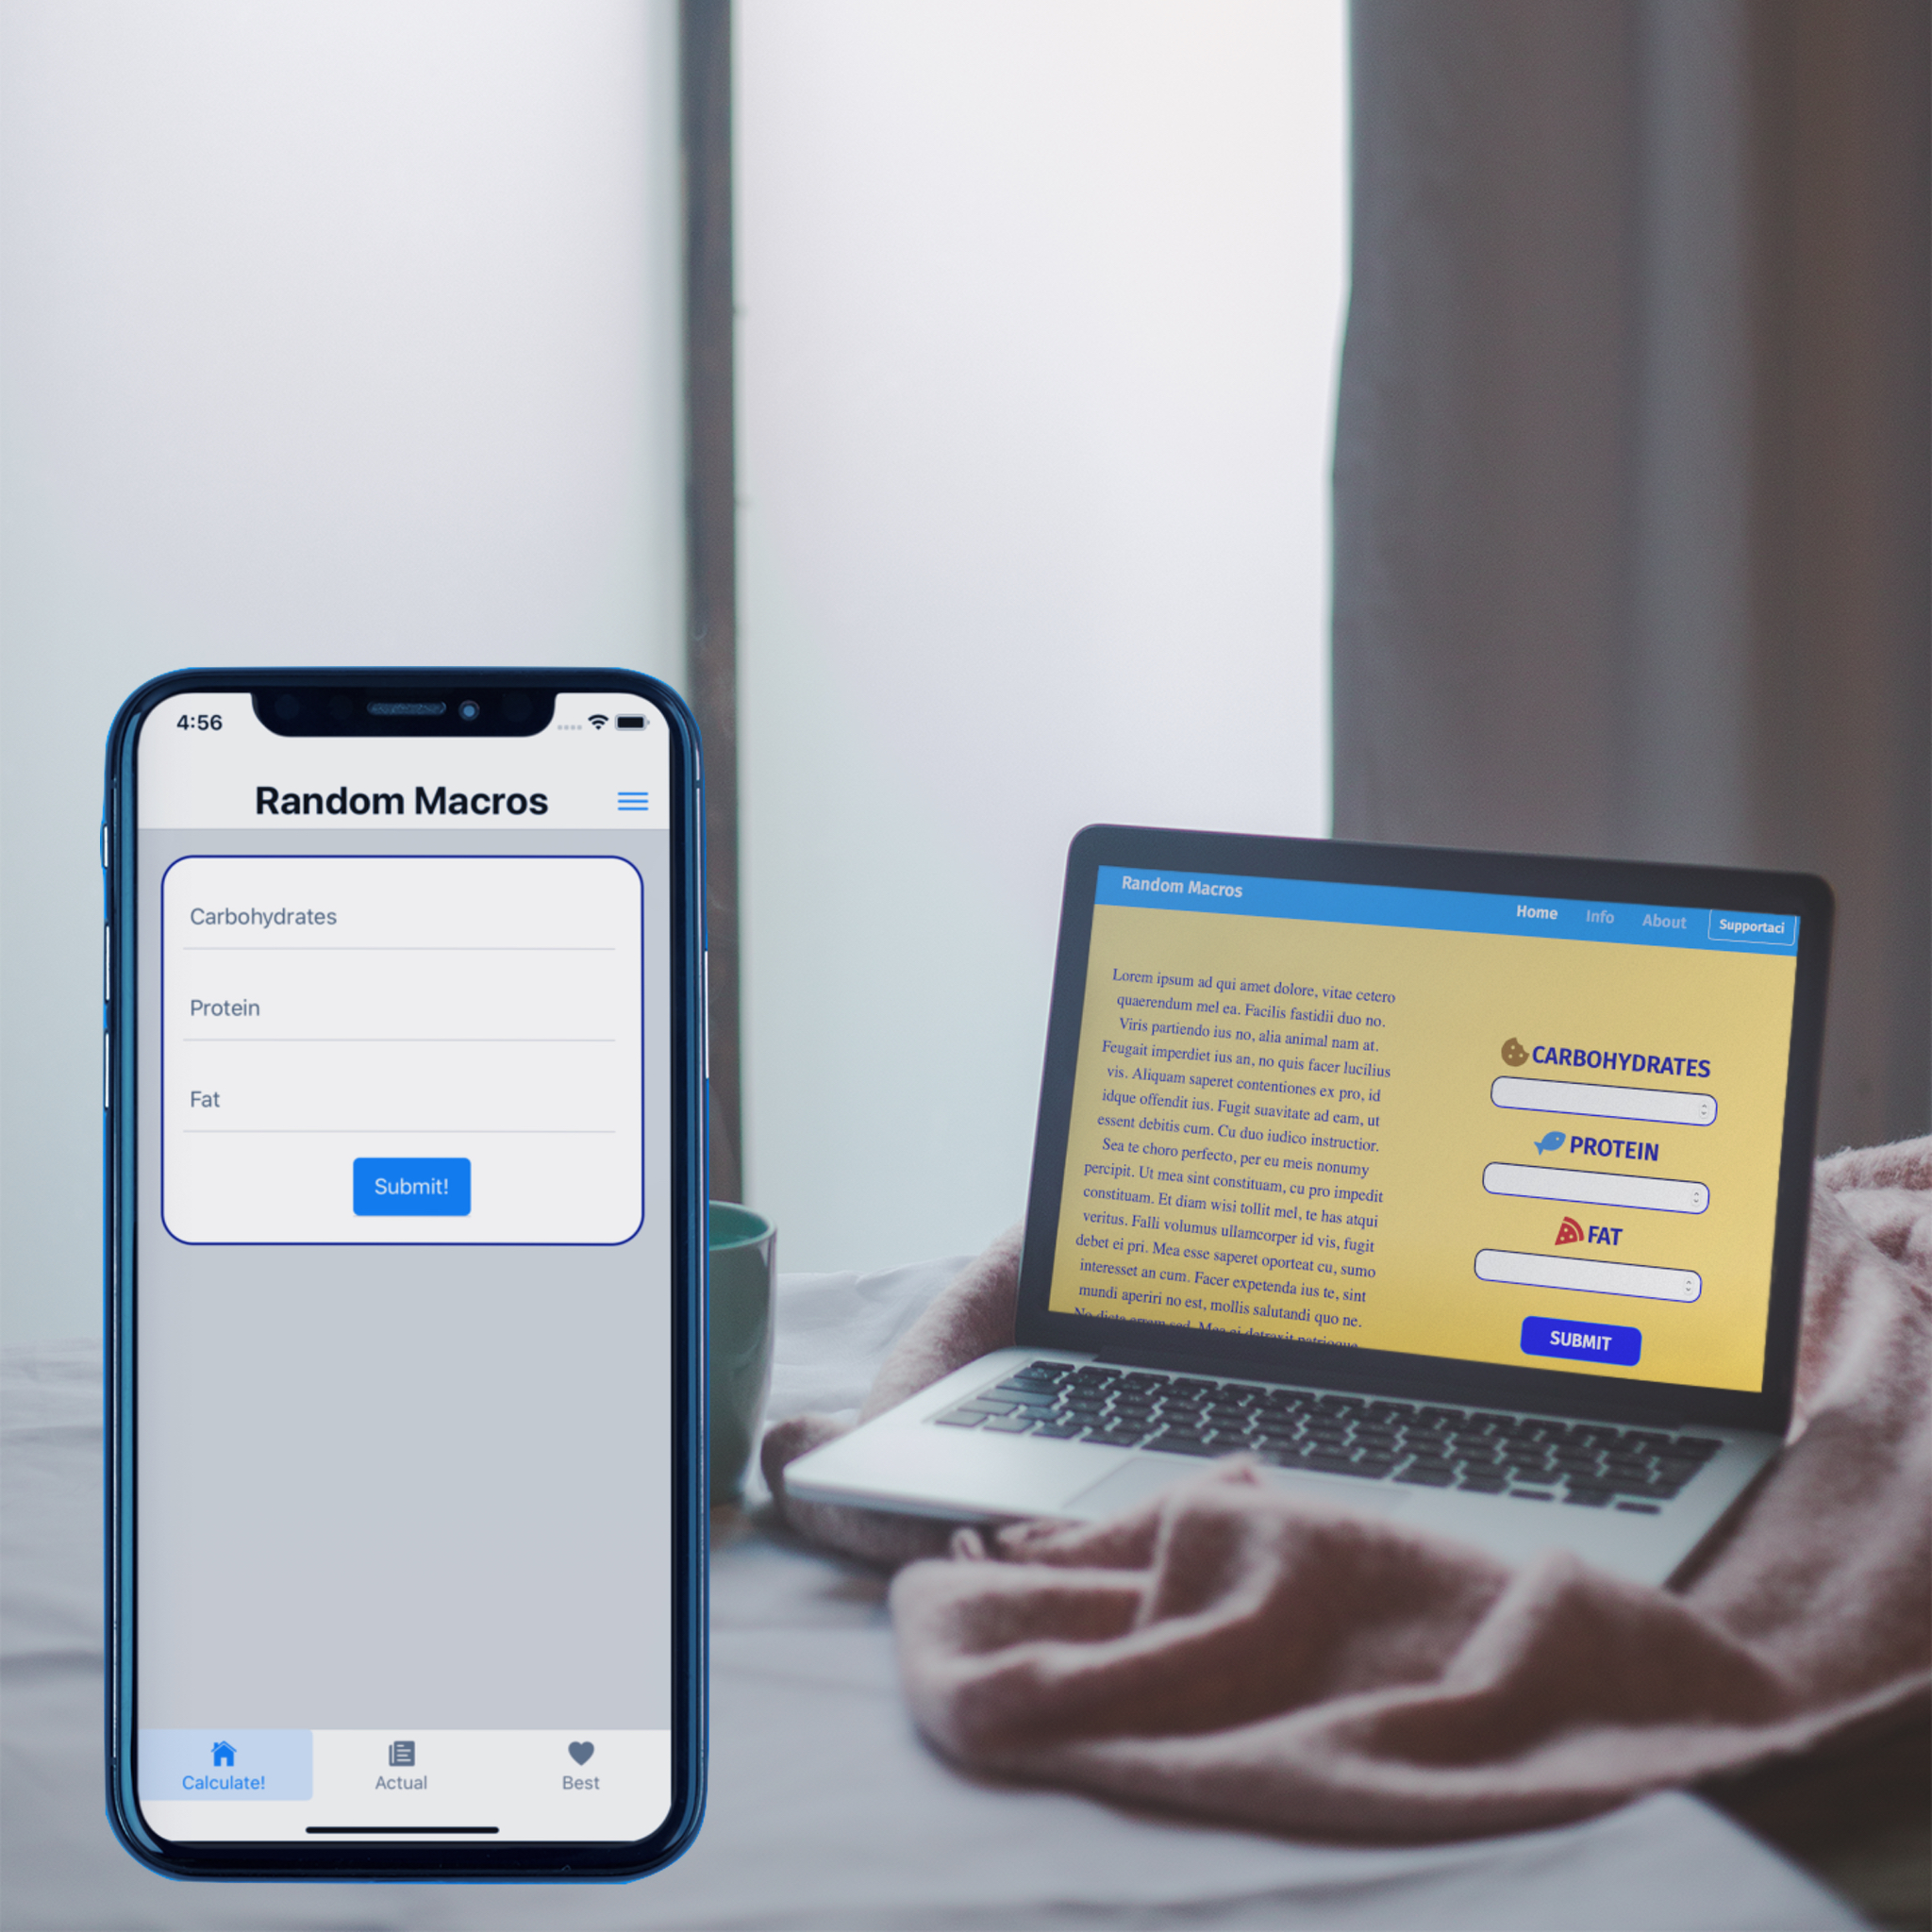 4:56
Random Macros
Carbohydrates
Protein
Fat
Submit!
Calculate!
Actual
Best
Random Macros
Home Info About Supportaci
Lorem ipsum ad qui amet dolore, vitae cetero
quaerendum mel ea. Facilis fastidii duo no.
Viris partiendo ius no, alia animal nam at.
Feugait imperdiet ius an, no quis facer lucilius
vis. Aliquam saperet contentiones ex pro, id
idque offendit ius. Fugit suavitate ad eam, ut
essent debitis cum. Cu duo iudico instructior.
Sea te choro perfecto, per eu meis nonumy
percipit. Ut mea sint constituam, cu pro impedit
constituam. Et diam wisi tollit mel, te has atqui
veritus. Falli volumus ullamcorper id vis, fugit
debet ei pri. Mea esse saperet oporteat cu, sumo
interesset an cum. Facer expetenda ius te, sint
mundi aperiri no est, mollis salutandi quo ne.
CARBOHYDRATES
PROTEIN
FAT
SUBMIT